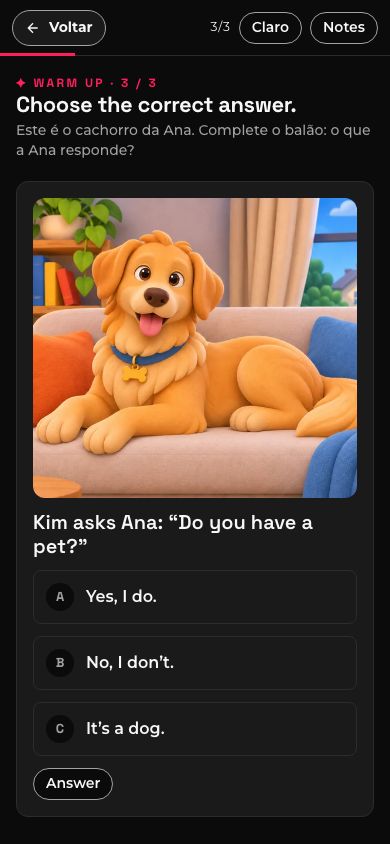 ← Voltar
3/3
Claro
Notes
✦ WARM UP · 3 / 3
Choose the correct answer.
Este é o cachorro da Ana. Complete o balão: o que
a Ana responde?
Kim asks Ana: “Do you have a
pet?”
A Yes, I do.
B No, I don’t.
C It’s a dog.
Answer